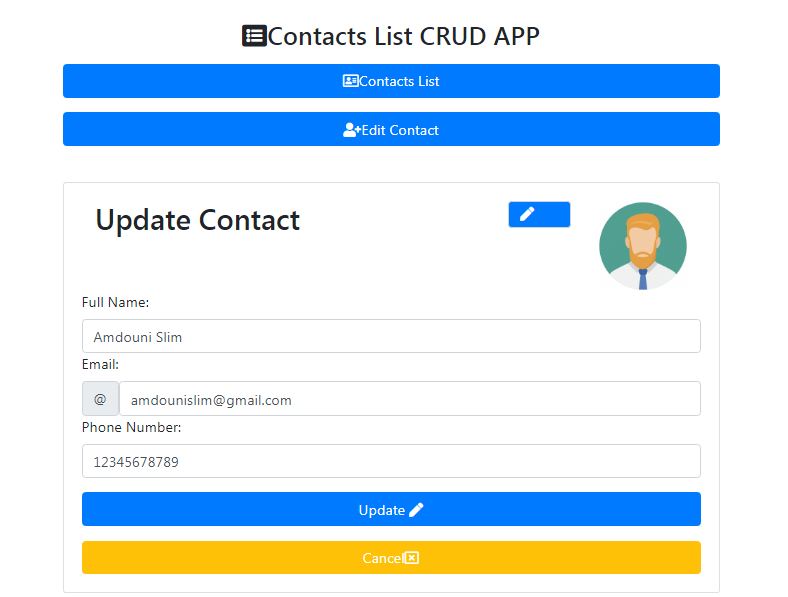 Contacts List CRUD APP
Contacts List
Edit Contact
Update Contact
Full Name:
Amdouni Slim
Email:
@ amdounislim@gmail.com
Phone Number:
12345678789
Update
Cancel